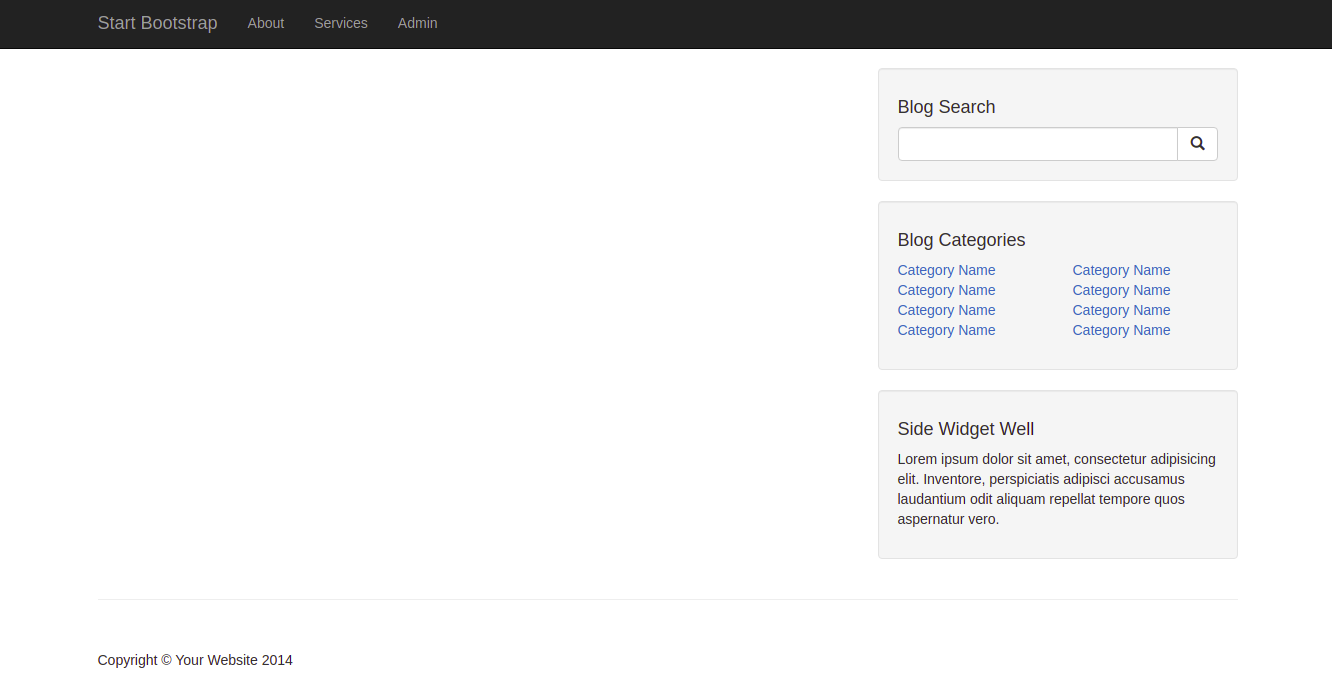 Start Bootstrap About Services Admin
Blog Search
Blog Categories
Category Name Category Name
Category Name Category Name
Category Name Category Name
Category Name Category Name
Side Widget Well
Lorem ipsum dolor sit amet, consectetur adipisicing
elit. Inventore, perspiciatis adipisci accusamus
laudantium odit aliquam repellat tempore quos
aspernatur vero.
Copyright © Your Website 2014